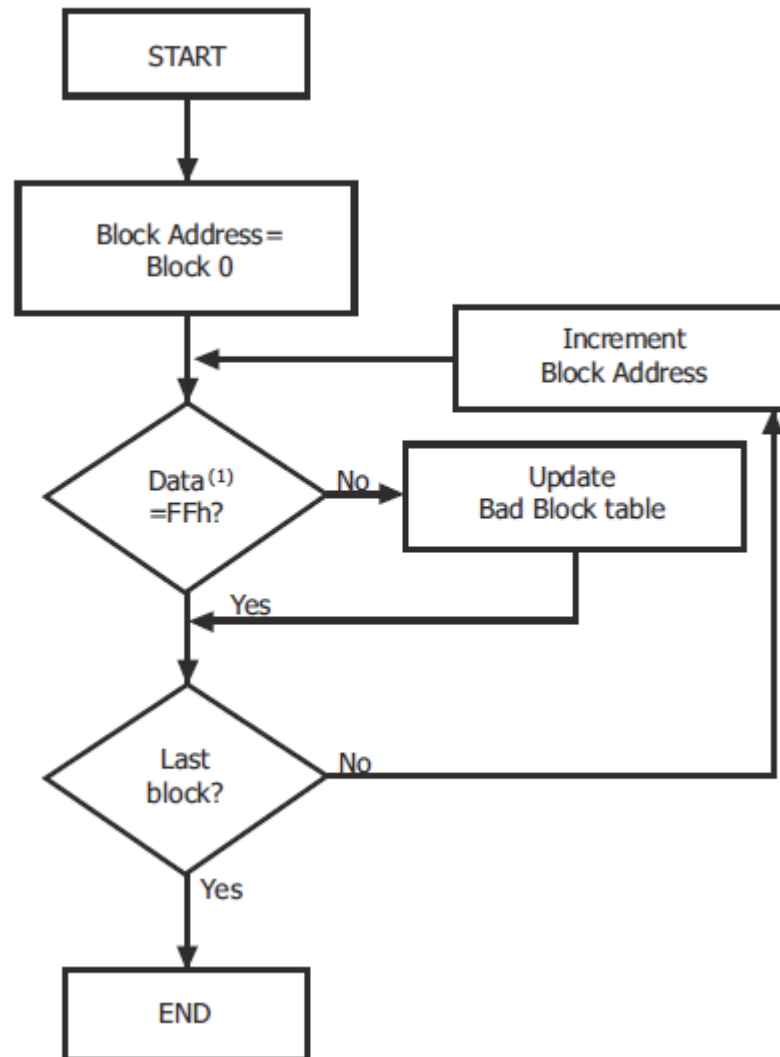 START
Block Address=
Block 0
Increment
Block Address
Data(1)
=FFh?
No
Update
Bad Block table
Yes
Last
block?
No
Yes
END